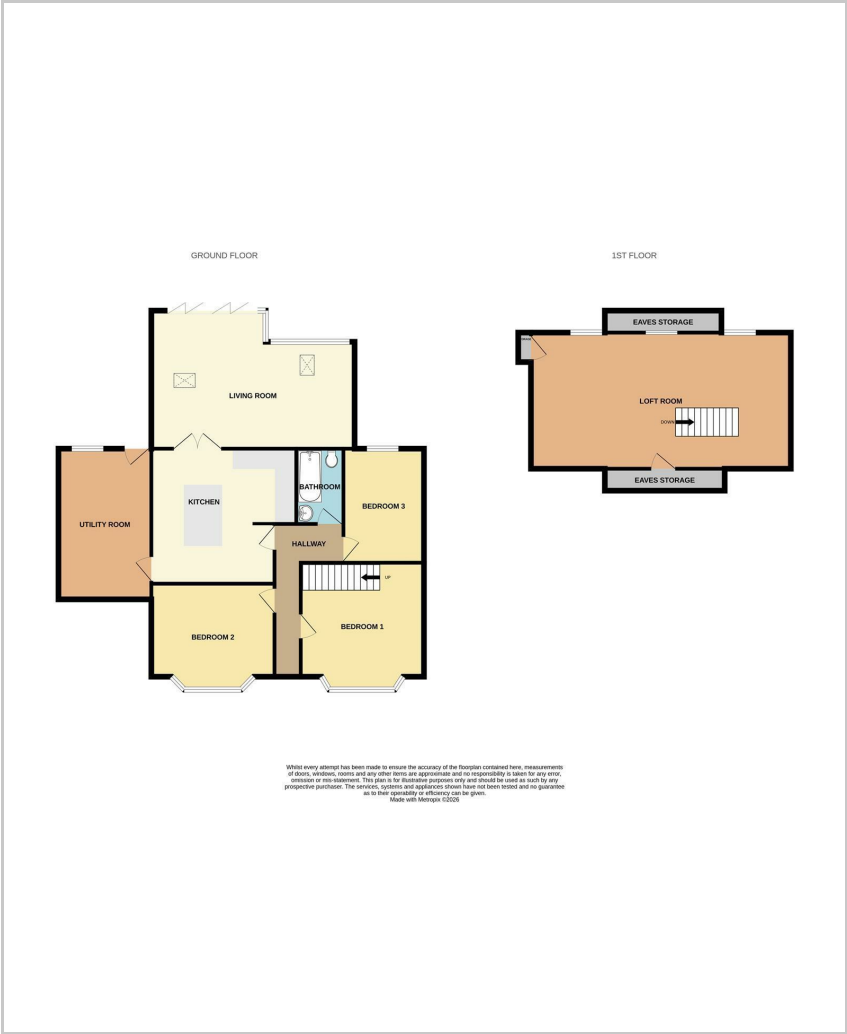 GROUND FLOOR
1ST FLOOR
EAVES STORAGE
LOFT ROOM
DOWN
EAVES STORAGE
LIVING ROOM
KITCHEN
BATHROOM
BEDROOM 3
UTILITY ROOM
HALLWAY
UP
BEDROOM 1
BEDROOM 2
Whilst every attempt has been made to ensure the accuracy of the floorplan contained here, measurements
of doors, windows, rooms and any other items are approximate and no responsibility is taken for any error,
omission or mis-statement. This plan is for illustrative purposes only and should be used as such by any
prospective purchaser. The services, systems and appliances shown have not been tested and no guarantee
as to their operability or efficiency can be given.
Made with Metropix ©2026